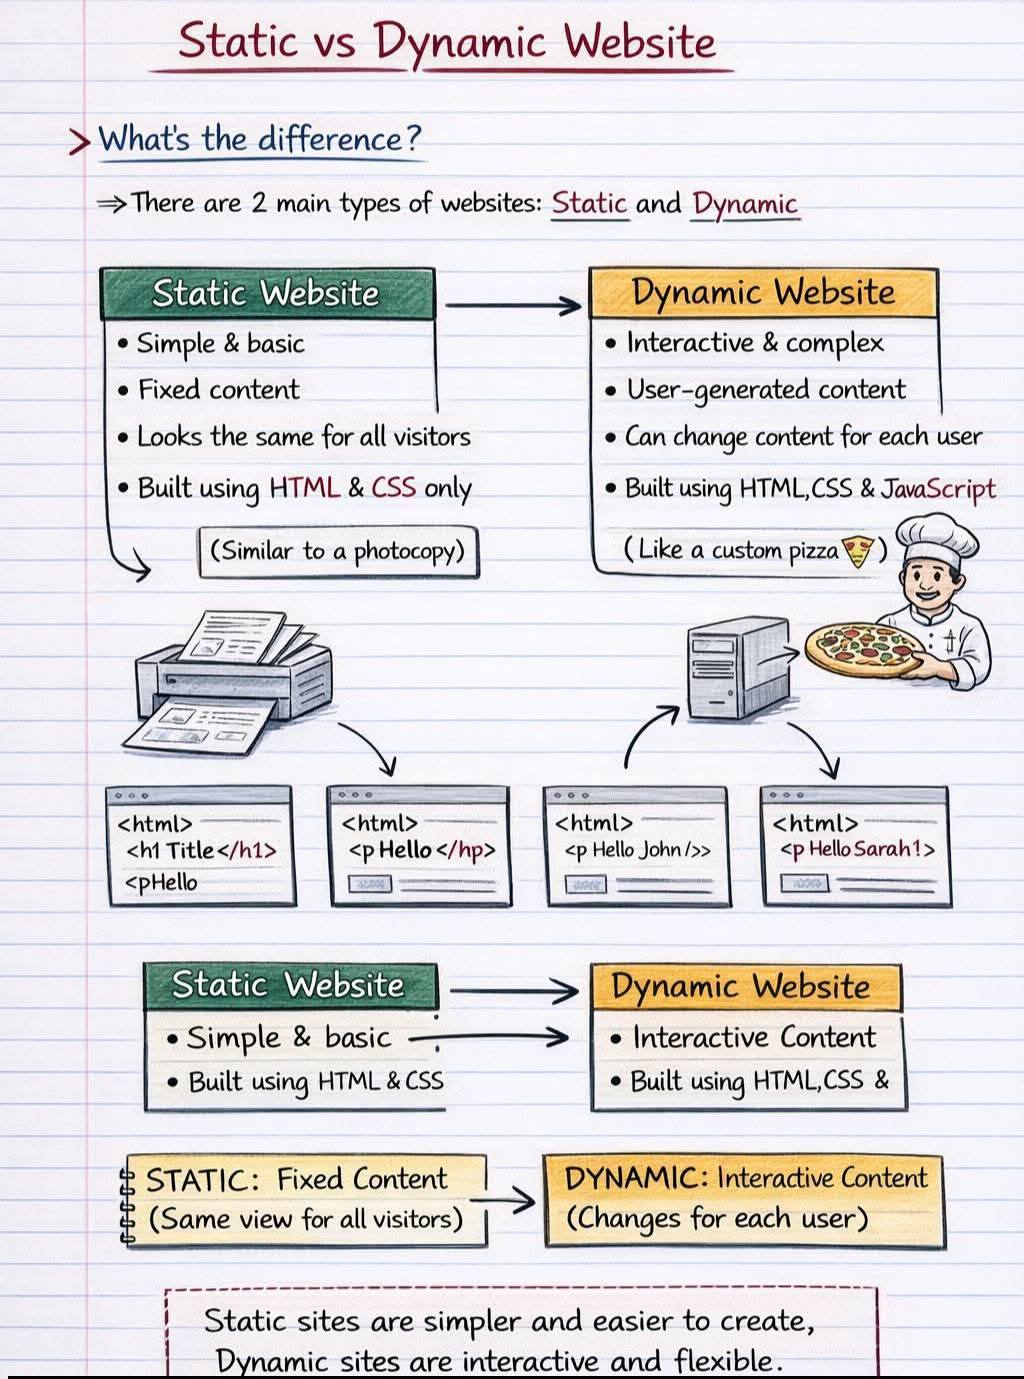 Static vs Dynamic Website
What's the difference?
⇒ There are 2 main types of websites: Static and Dynamic
Static Website
• Simple & basic
• Fixed content
• Looks the same for all visitors
• Built using HTML & CSS only
(Similar to a photocopy)
Dynamic Website
• Interactive & complex
• User-generated content
• Can change content for each user
• Built using HTML,CSS & JavaScript
(Like a custom pizza🍕)
<html>
<h1 Title</h1>
<pHello
<html>
<p Hello </hp>
<html>
<p Hello John />>
<html>
<p Hello Sarah!>
Static Website
• Simple & basic
• Built using HTML & CSS
Dynamic Website
• Interactive Content
• Built using HTML,CSS &
STATIC: Fixed Content
(Same view for all visitors)
DYNAMIC: Interactive Content
(Changes for each user)
Static sites are simpler and easier to create,
Dynamic sites are interactive and flexible.